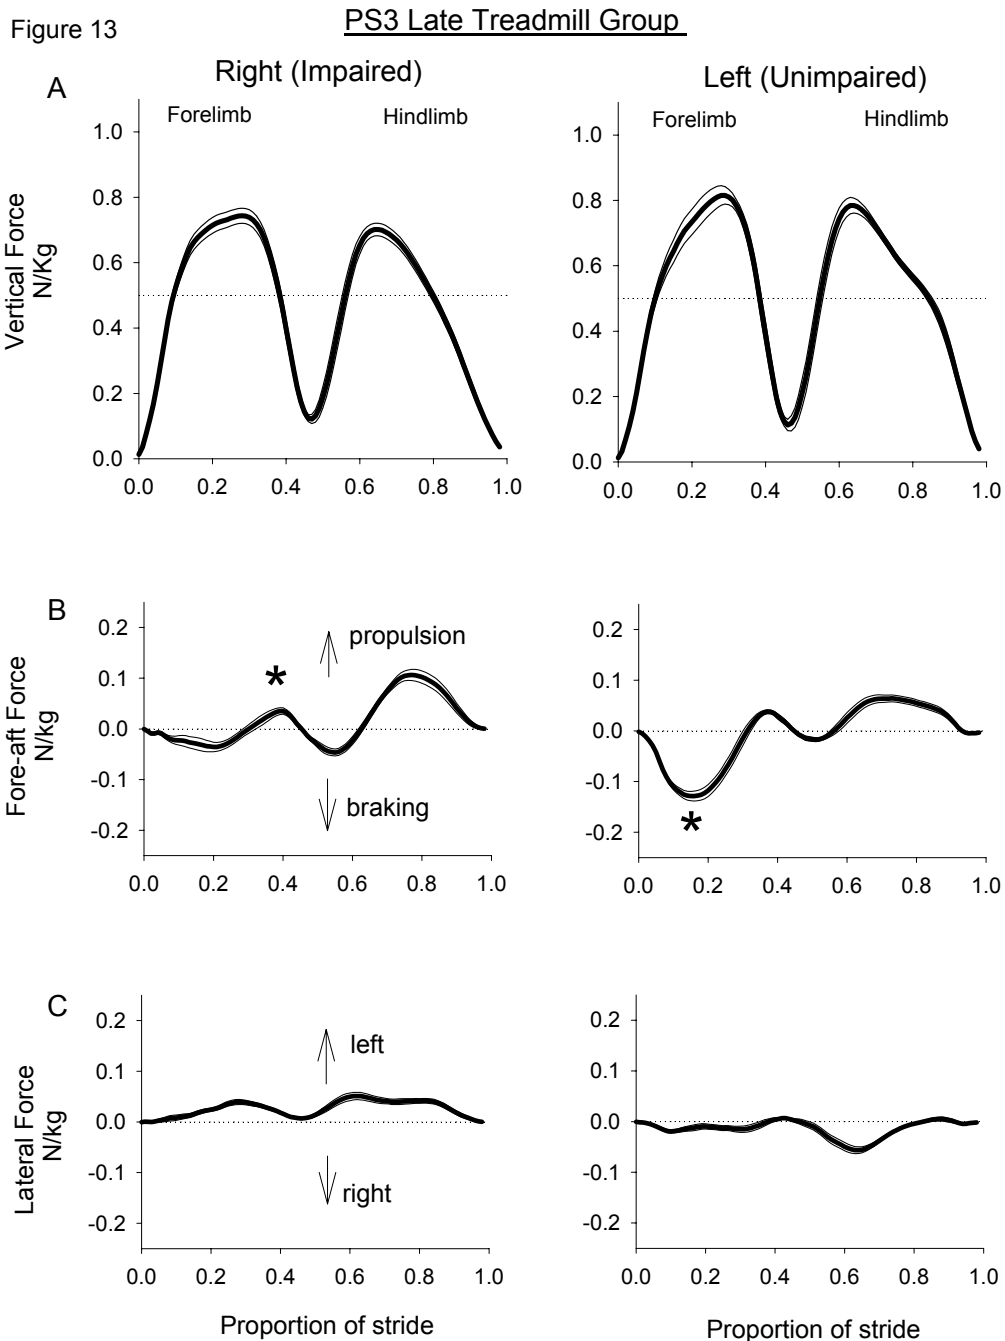 Figure 13
PS3 Late Treadmill Group
A
Right (Impaired)
Left (Unimpaired)
Forelimb
Hindlimb
Forelimb
Hindlimb
Vertical Force
N/Kg
1.0
0.8
0.6
0.4
0.2
0.0
0.0 0.2 0.4 0.6 0.8 1.0
1.0
0.8
0.6
0.4
0.2
0.0
0.0 0.2 0.4 0.6 0.8 1.0
B
Fore-aft Force
N/kg
0.2
0.1
0.0
-0.1
-0.2
*
propulsion
braking
0.0 0.2 0.4 0.6 0.8 1.0
0.2
0.1
0.0
-0.1
-0.2
*
0.0 0.2 0.4 0.6 0.8 1.0
C
Lateral Force
N/kg
0.2
0.1
0.0
-0.1
-0.2
left
right
0.0 0.2 0.4 0.6 0.8 1.0
Proportion of stride
0.2
0.1
0.0
-0.1
-0.2
0.0 0.2 0.4 0.6 0.8 1.0
Proportion of stride